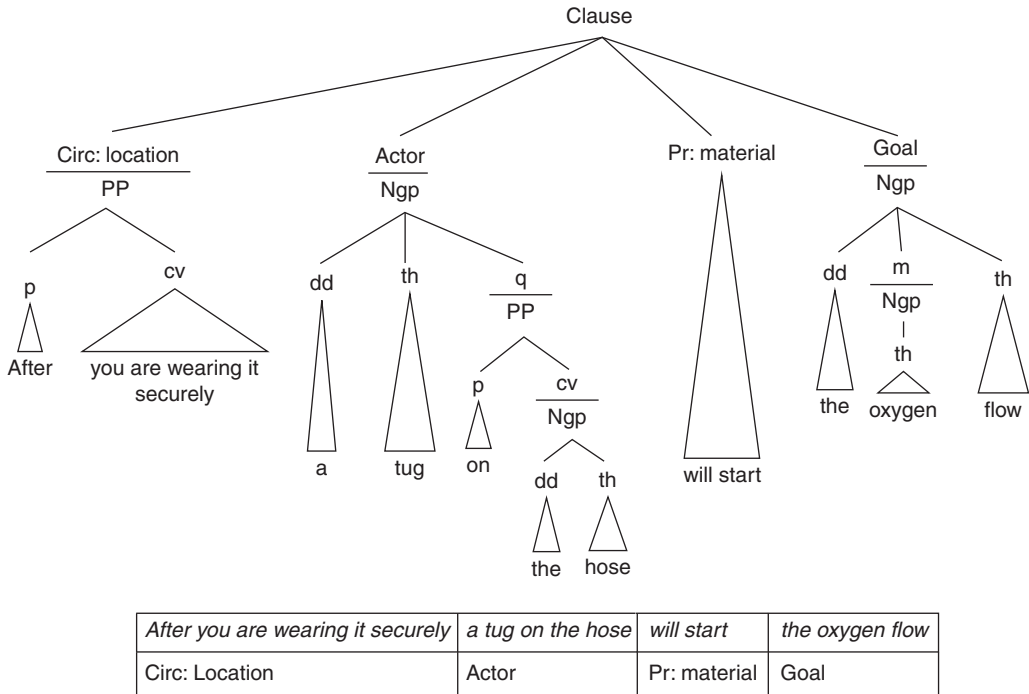 Clause
Circ: location Actor Pr: material Goal
PP Ngp Ngp
p cv dd th q dd m th
PP Ngp
After you are wearing it p cv th
securely Ngp the oxygen flow
a tug on will start
dd th
the hose
After you are wearing it securely a tug on the hose will start the oxygen flow
Circ: Location Actor Pr: material Goal